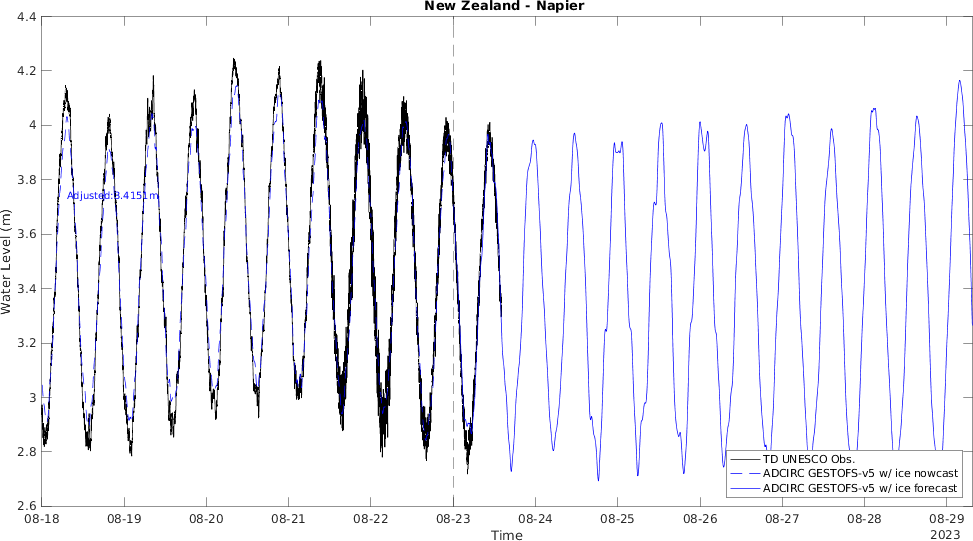 New Zealand - Napier
4.4
4.2
4
3.8
3.6
3.4
3.2
3
2.8
2.6
Water Level (m)
Adjusted:3.4151m
TD UNESCO Obs.
ADCIRC GESTOFS-v5 w/ ice nowcast
ADCIRC GESTOFS-v5 w/ ice forecast
08-18 08-19 08-20 08-21 08-22 08-23 08-24 08-25 08-26 08-27 08-28 08-29
2023
Time